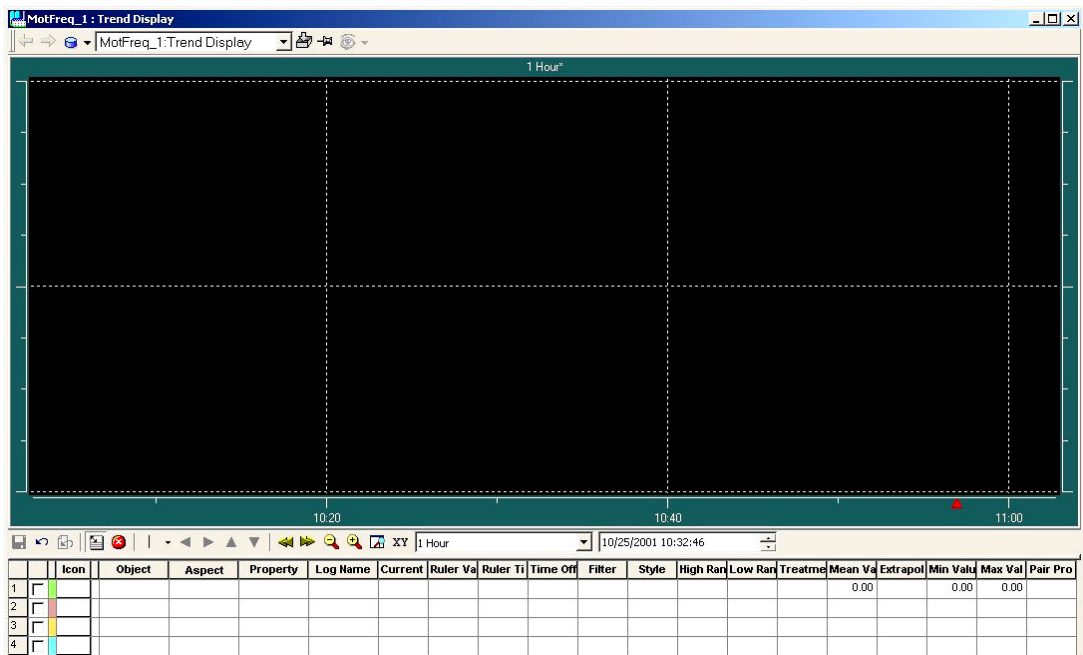 MotFreq_1 : Trend Display
MotFreq_1:Trend Display
1 Hour*
10:20 10:40 11:00
XY 1 Hour 10/25/2001 10:32:46
Icon Object Aspect Property Log Name Current Ruler Va Ruler Ti Time Off Filter Style High Ran Low Ran Treatme Mean Va Extrapol Min Valu Max Val Pair Pro
1 0.00 0.00 0.00
2
3
4